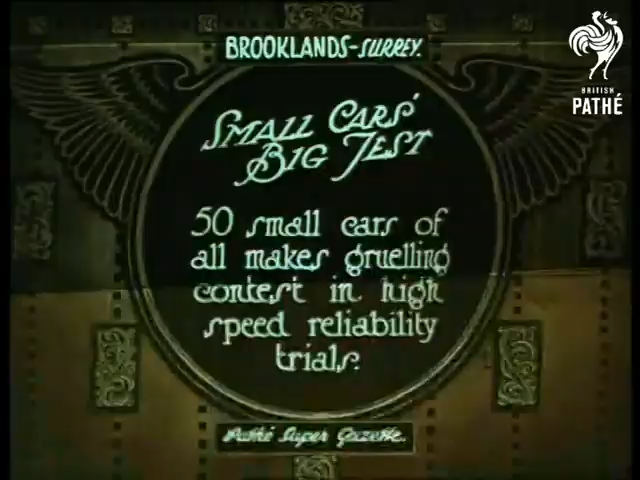 BROOKLANDS-SURREY.
BRITISH
PATHÉ
SMALL CARS'
BIG TEST
50 small cars of
all makes gruelling
contest in high
speed reliability
trials.
Pathé Super Gazette.